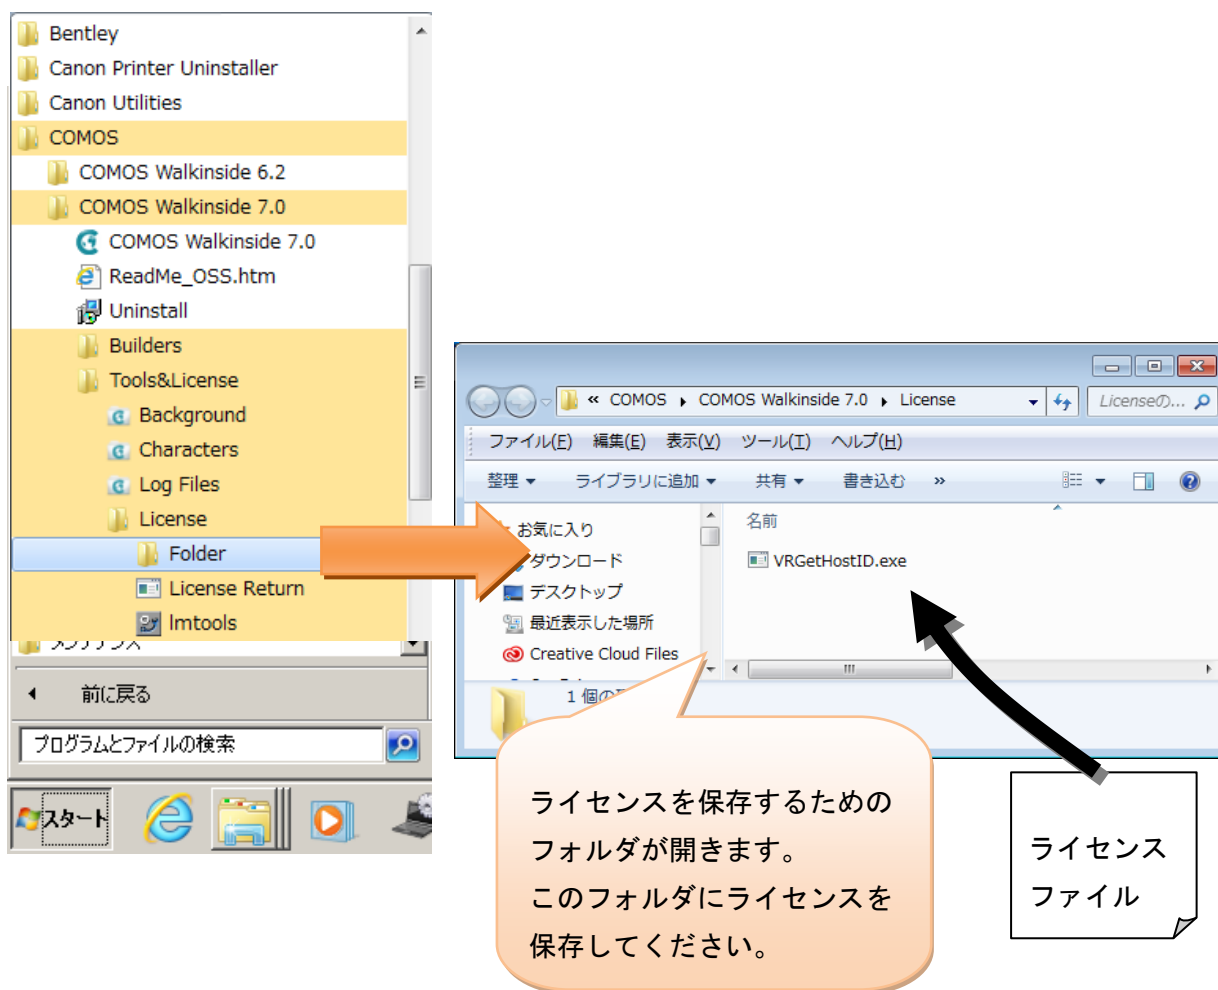 Bentley
Canon Printer Uninstaller
Canon Utilities
COMOS
COMOS Walkinside 6.2
COMOS Walkinside 7.0
COMOS Walkinside 7.0
ReadMe_OSS.htm
Uninstall
Builders
Tools&License
Background
Characters
Log Files
License
Folder
License Return
lmtools
メンテナンス
前に戻る
プログラムとファイルの検索
スタート
« COMOS ▸ COMOS Walkinside 7.0 ▸ License
Licenseの...
ファイル(F) 編集(E) 表示(V) ツール(T) ヘルプ(H)
整理 ライブラリに追加 共有 書き込む »
お気に入り
ダウンロード
デスクトップ
最近表示した場所
Creative Cloud Files
名前
VRGetHostID.exe
1 個の
ライセンスを保存するための
フォルダが開きます。
このフォルダにライセンスを
保存してください。
ライセンス
ファイル